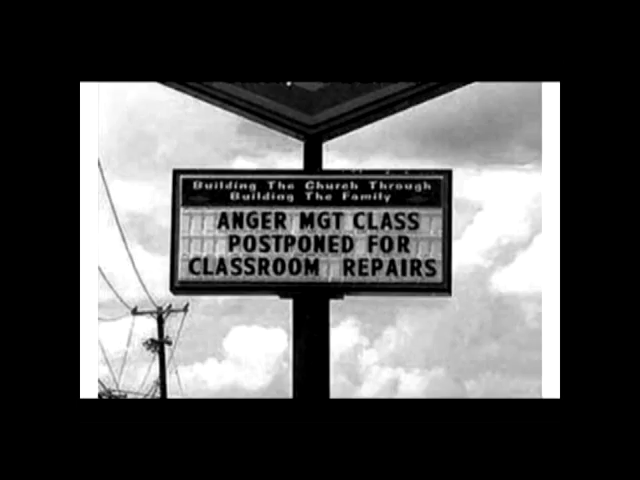 Building The Church Through
Building The Family
ANGER MGT CLASS
POSTPONED FOR
CLASSROOM REPAIRS